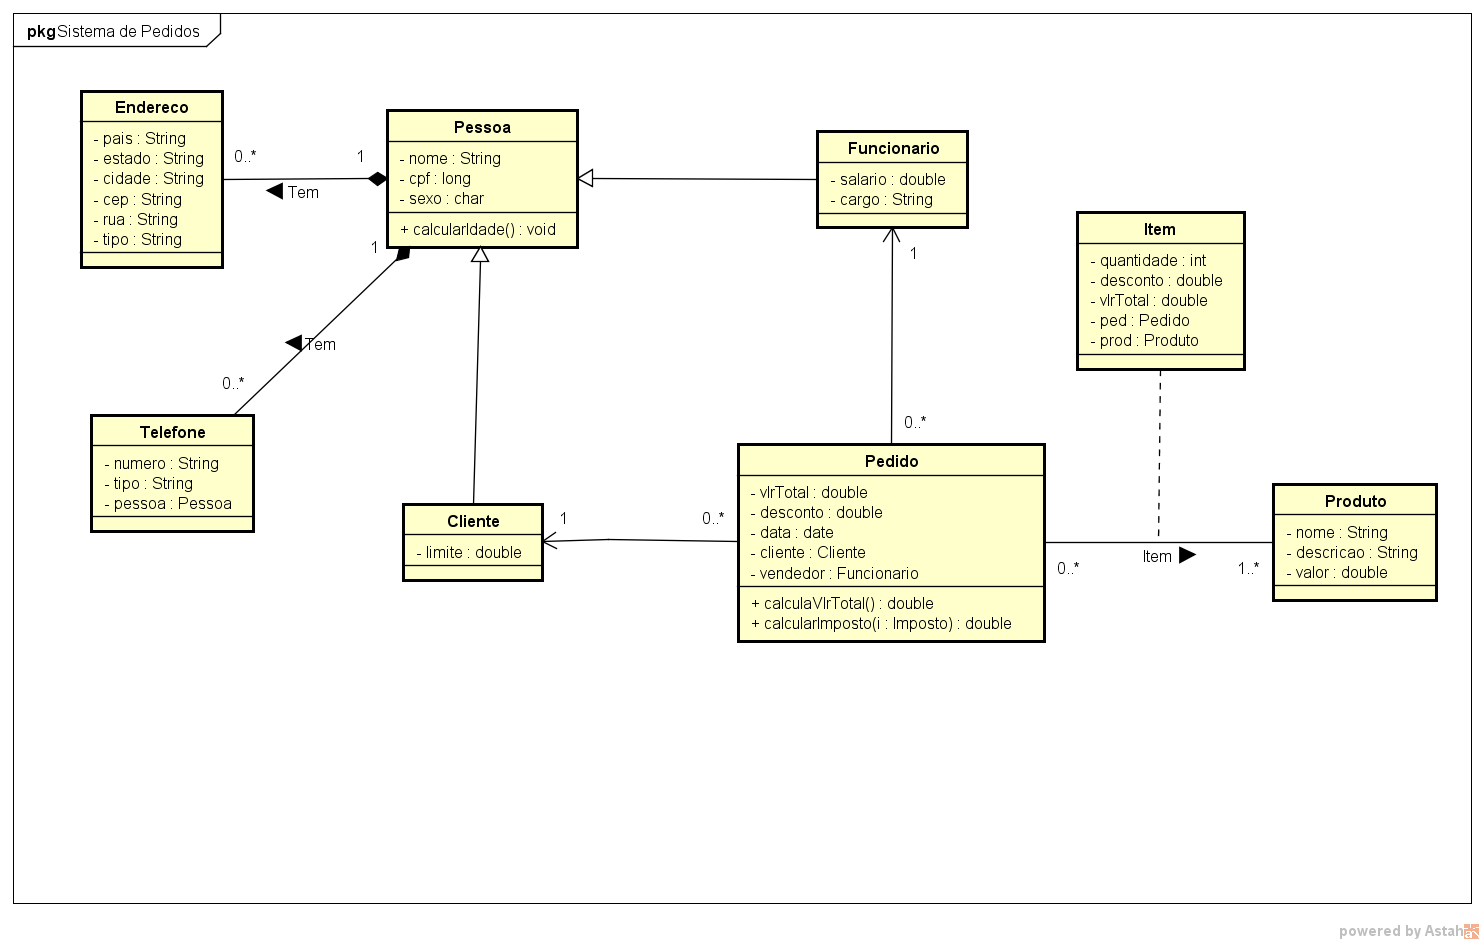 pkg Sistema de Pedidos
Endereco
- pais : String
- estado : String
- cidade : String
- cep : String
- rua : String
- tipo : String
0..*
1
Tem
Pessoa
- nome : String
- cpf : long
- sexo : char
+ calcularIdade() : void
Funcionario
- salario : double
- cargo : String
1
Item
- quantidade : int
- desconto : double
- vlrTotal : double
- ped : Pedido
- prod : Produto
1
Tem
0..*
Telefone
- numero : String
- tipo : String
- pessoa : Pessoa
Cliente
- limite : double
1
0..*
0..*
Pedido
- vlrTotal : double
- desconto : double
- data : date
- cliente : Cliente
- vendedor : Funcionario
+ calculaVlrTotal() : double
+ calcularImposto(i : Imposto) : double
0..*
Item
1..*
Produto
- nome : String
- descricao : String
- valor : double
powered by Astah